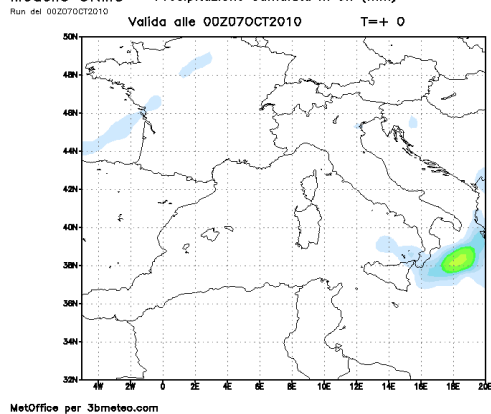 Run del 00Z07OCT2010
Valida alle 00Z07OCT2010 T=+ 0
50N
48N
46N
44N
42N
40N
38N
36N
34N
32N
4W 2W 0 2E 4E 6E 8E 10E 12E 14E 16E 18E 20E
MetOffice per 3bmeteo.com